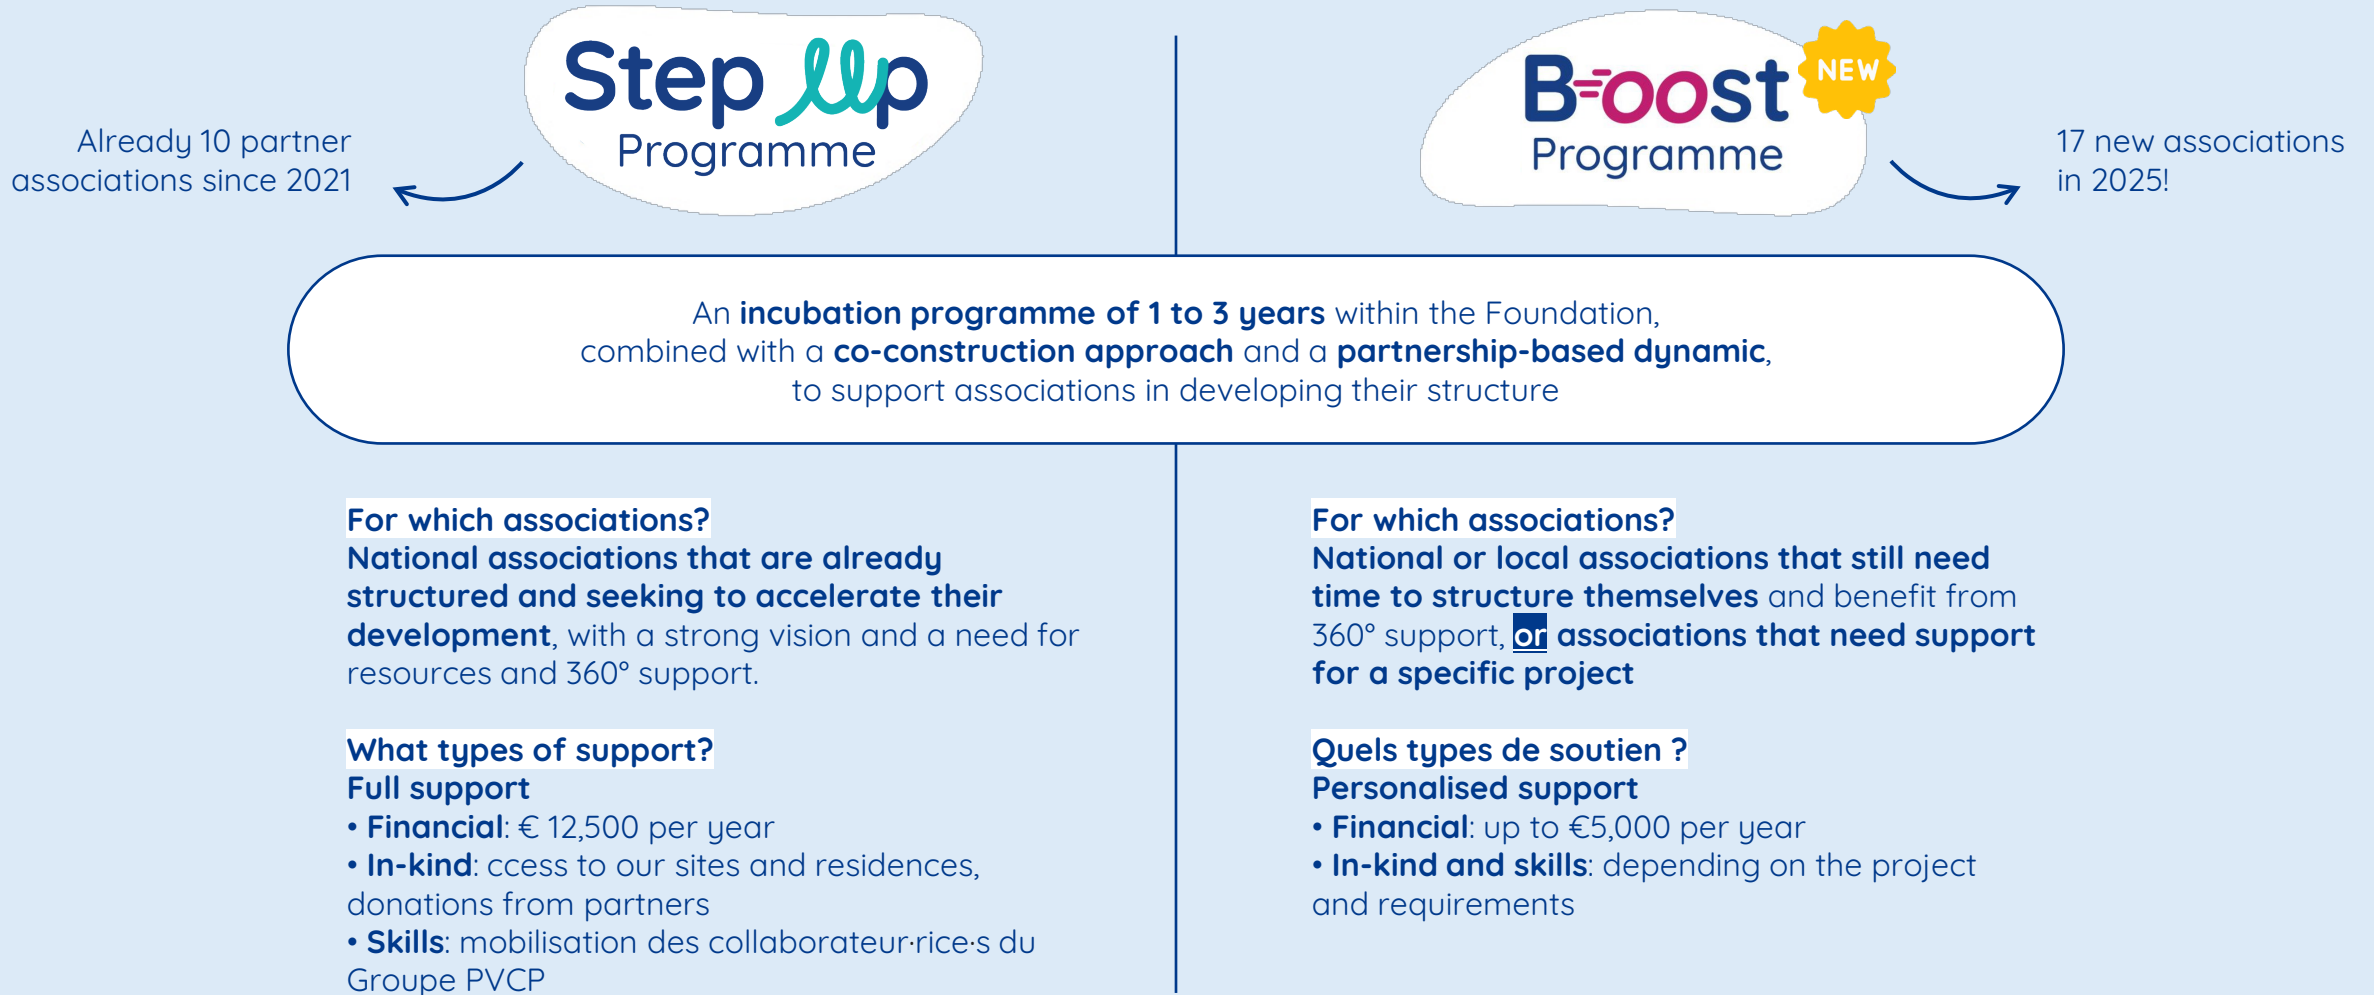 Step Up
Programme
Already 10 partner
associations since 2021
B-oost
NEW
Programme
17 new associations
in 2025!
An incubation programme of 1 to 3 years within the Foundation,
combined with a co-construction approach and a partnership-based dynamic,
to support associations in developing their structure
For which associations?
National associations that are already
structured and seeking to accelerate their
development, with a strong vision and a need for
resources and 360° support.
What types of support?
Full support
• Financial: € 12,500 per year
• In-kind: ccess to our sites and residences,
donations from partners
• Skills: mobilisation des collaborateur·rice·s du
Groupe PVCP
For which associations?
National or local associations that still need
time to structure themselves and benefit from
360° support, or associations that need support
for a specific project
Quels types de soutien ?
Personalised support
• Financial: up to €5,000 per year
• In-kind and skills: depending on the project
and requirements